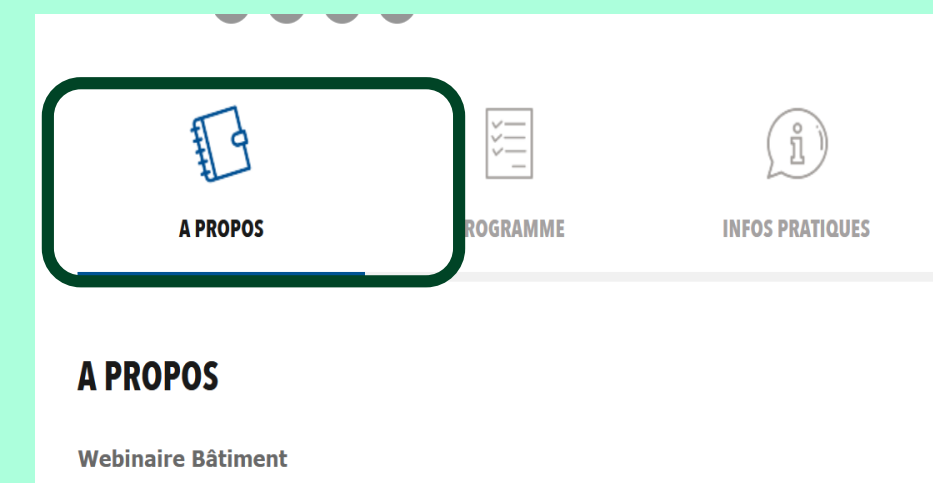 A PROPOS
ROGRAMME
INFOS PRATIQUES
A PROPOS
Webinaire Bâtiment